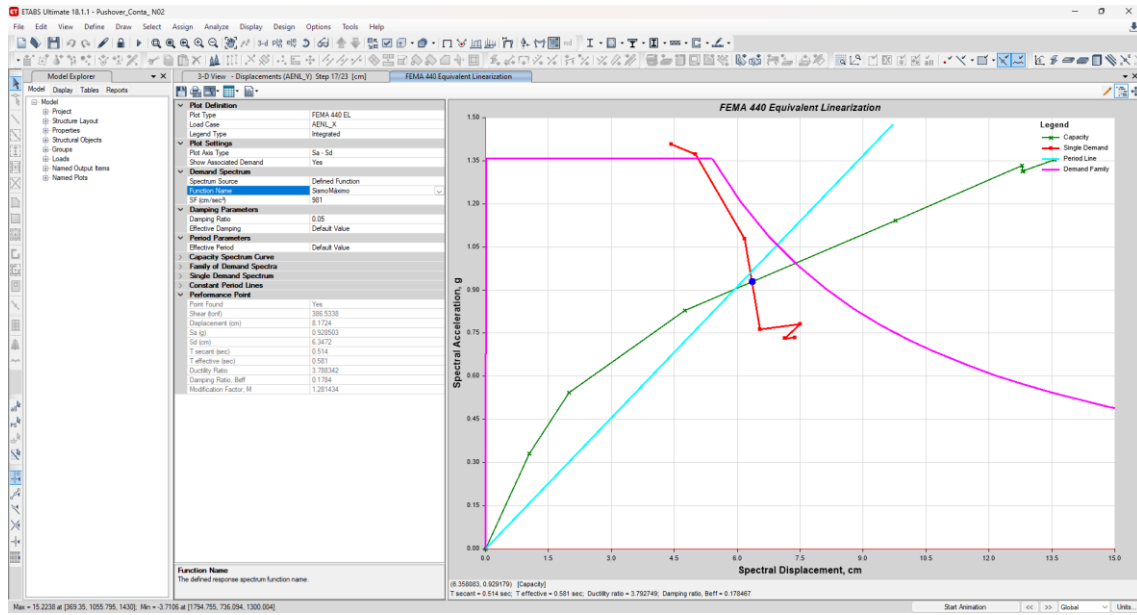 ETABS Ultimate 18.1.1 - Pushover_Conta_ N02
File Edit View Define Draw Select Assign Analyze Display Design Options Tools Help
Model Explorer
3-D View - Displacements (AENL_Y) Step 17/23 [cm]
FEMA 440 Equivalent Linearization
Model Display Tables Reports
Model
Project
Structure Layout
Properties
Structural Objects
Groups
Loads
Named Output Items
Named Plots
Plot Definition
Plot Type FEMA 440 EL
Load Case AENL_X
Legend Type Integrated
Plot Settings
Plot Axis Type Sa - Sd
Show Associated Demand Yes
Demand Spectrum
Spectrum Source Defined Function
Function Name SismoMáximo
SF (cm/sec²) 981
Damping Parameters
Damping Ratio 0.05
Effective Damping Default Value
Period Parameters
Effective Period Default Value
Capacity Spectrum Curve
Family of Demand Spectra
Single Demand Spectrum
Constant Period Lines
Performance Point
Point Found Yes
Shear (tonf) 386.5338
Displacement (cm) 8.1724
Sa (g) 0.928503
Sd (cm) 6.3472
T secant (sec) 0.514
T effective (sec) 0.581
Ductility Ratio 3.788342
Damping Ratio, Beff 0.1784
Modification Factor, M 1.281434
Function Name
The defined response spectrum function name.
FEMA 440 Equivalent Linearization
Legend
Capacity
Single Demand
Period Line
Demand Family
Spectral Acceleration, g
1.50
1.35
1.20
1.05
0.90
0.75
0.60
0.45
0.30
0.15
0.00
0.0 1.5 3.0 4.5 6.0 7.5 9.0 10.5 12.0 13.5 15.0
Spectral Displacement, cm
(6.358083, 0.929179) [Capacity]
T secant = 0.514 sec; T effective = 0.581 sec; Ductility ratio = 3.792749; Damping ratio, Beff = 0.178467
Max = 15.2238 at [369.35, 1055.795, 1430]; Min = -3.7106 at [1794.755, 736.094, 1300.004]
Start Animation << >> Global Units...